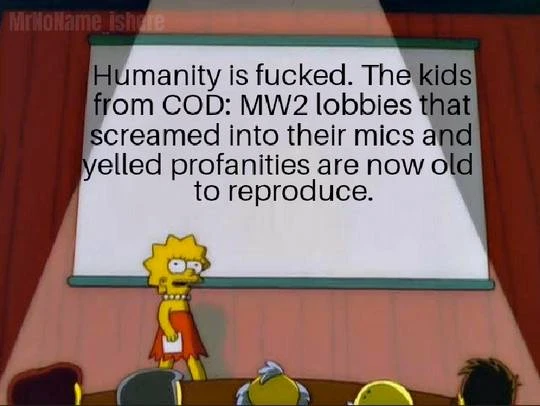 MrNoName_ishere
Humanity is fucked. The kids
from COD: MW2 lobbies that
screamed into their mics and
yelled profanities are now old
to reproduce.